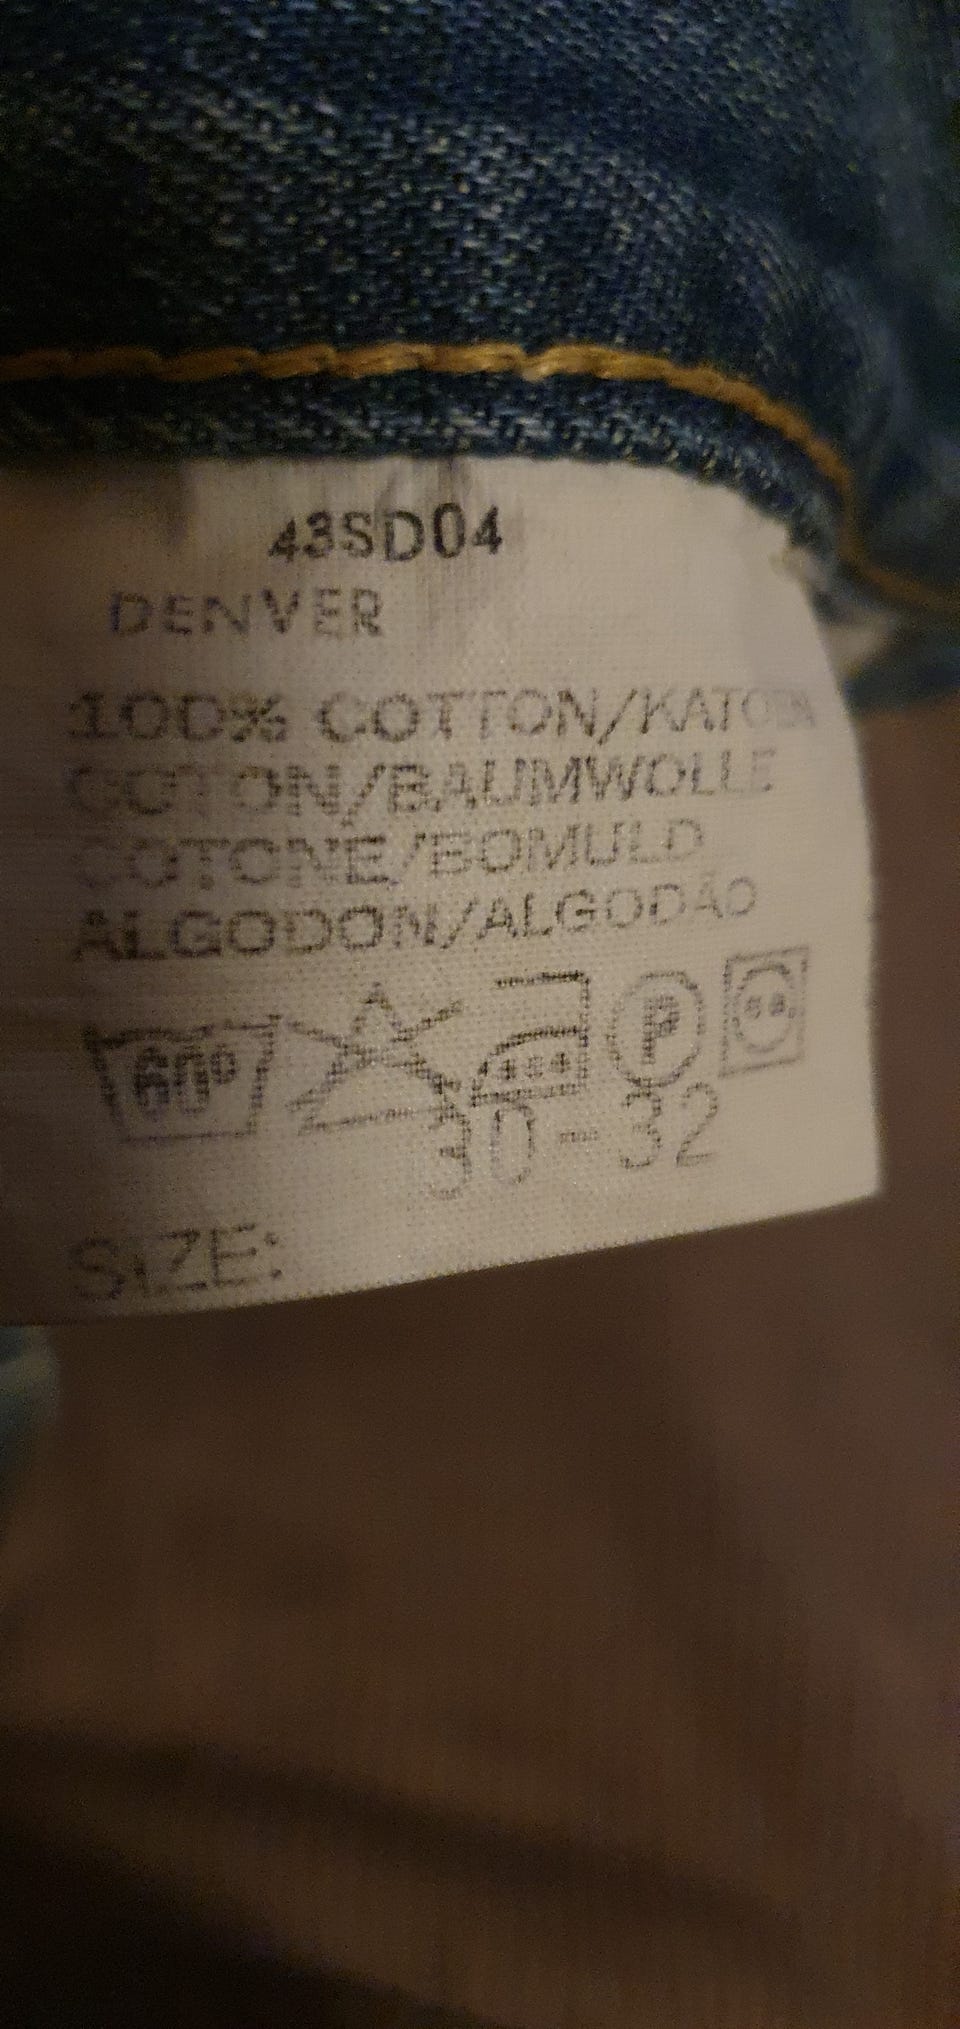 43SD04
DENVER
100% COTTON/KATOEN
COTON/BAUMWOLLE
COTONE/BOMULD
ALGODON/ALGODÃO
60° P
30-32
SIZE: